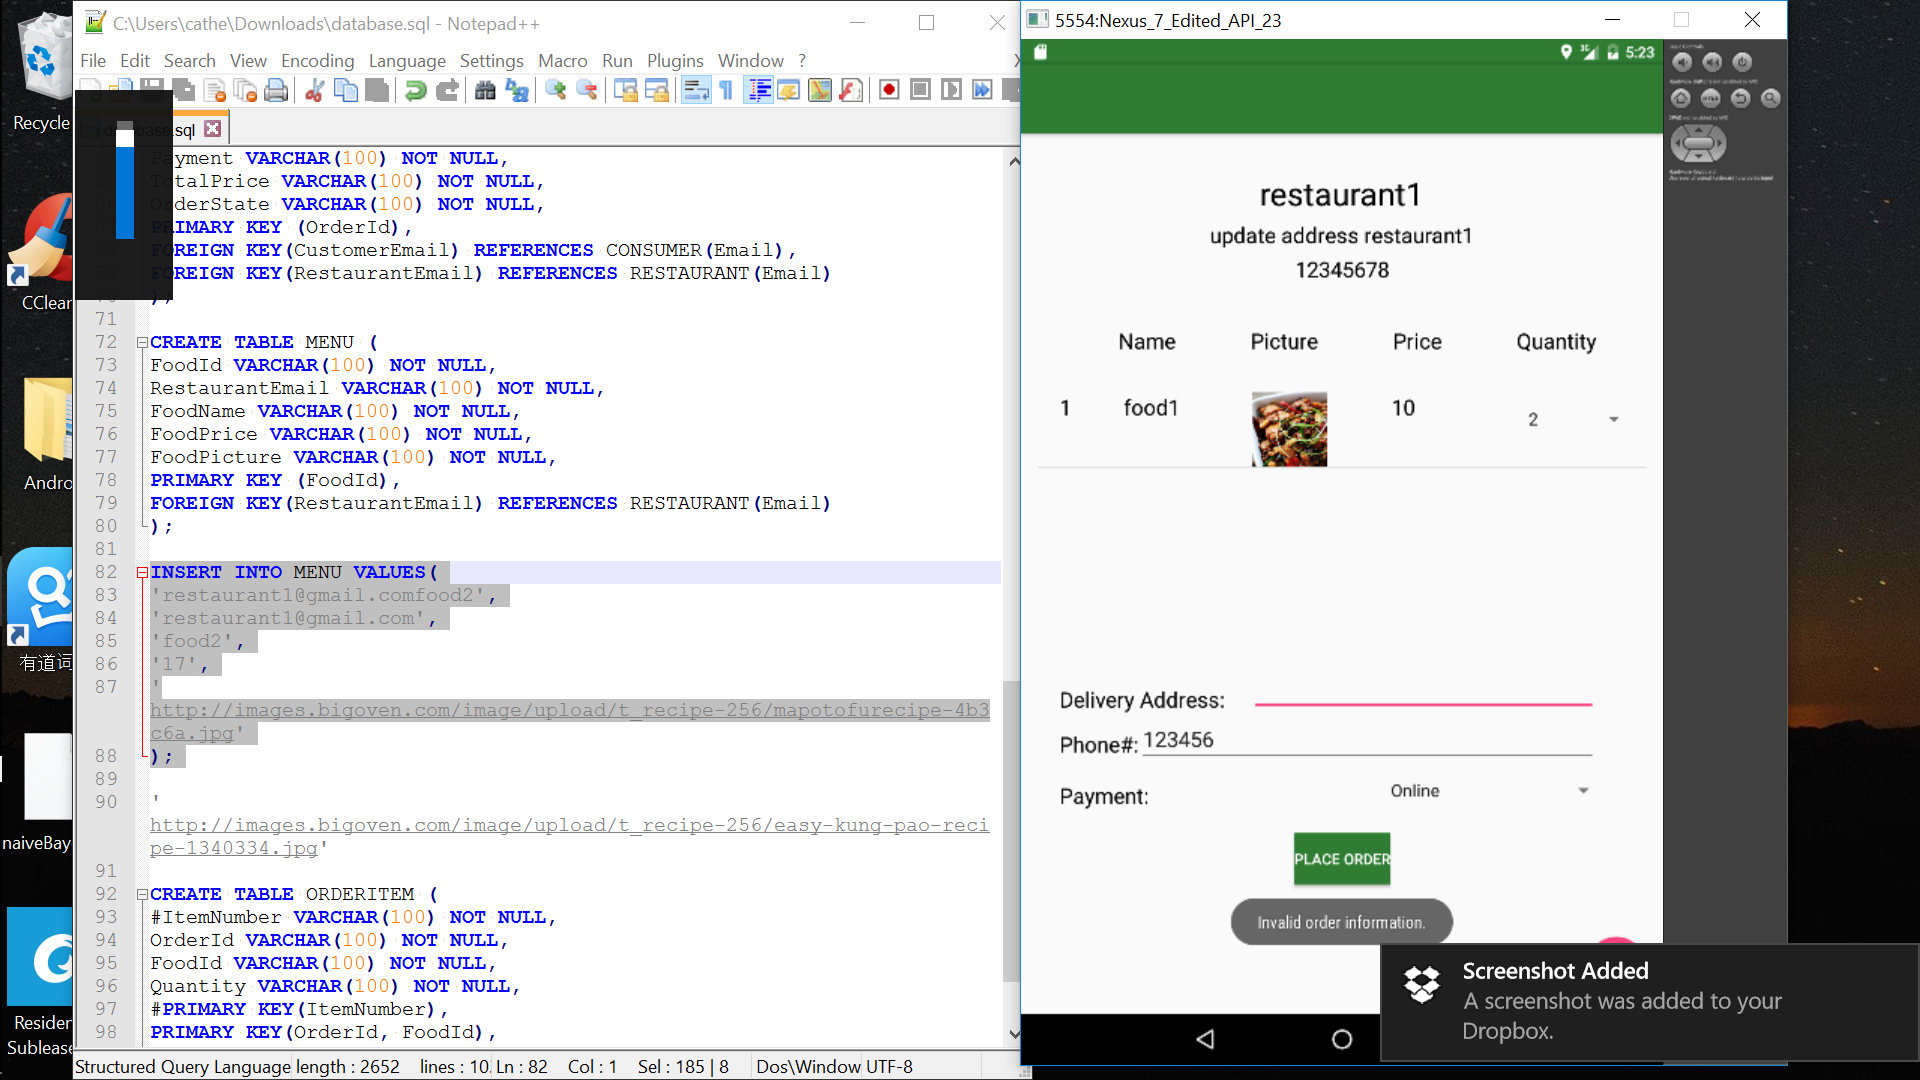 C:\Users\cathe\Downloads\database.sql - Notepad++
File Edit Search View Encoding Language Settings Macro Run Plugins Window ?
Payment VARCHAR(100) NOT NULL,
TotalPrice VARCHAR(100) NOT NULL,
OrderState VARCHAR(100) NOT NULL,
PRIMARY KEY (OrderId),
FOREIGN KEY(CustomerEmail) REFERENCES CONSUMER(Email),
69 FOREIGN KEY(RestaurantEmail) REFERENCES RESTAURANT(Email)
70 );
71
72 CREATE TABLE MENU (
73 FoodId VARCHAR(100) NOT NULL,
74 RestaurantEmail VARCHAR(100) NOT NULL,
75 FoodName VARCHAR(100) NOT NULL,
76 FoodPrice VARCHAR(100) NOT NULL,
77 FoodPicture VARCHAR(100) NOT NULL,
78 PRIMARY KEY (FoodId),
79 FOREIGN KEY(RestaurantEmail) REFERENCES RESTAURANT(Email)
80 );
81
82 INSERT INTO MENU VALUES(
83 'restaurant1@gmail.comfood2',
84 'restaurant1@gmail.com',
85 'food2',
86 '17',
87 '
http://images.bigoven.com/image/upload/t_recipe-256/mapotofurecipe-4b3
c6a.jpg'
88 );
89
90 '
http://images.bigoven.com/image/upload/t_recipe-256/easy-kung-pao-reci
pe-1340334.jpg'
91
92 CREATE TABLE ORDERITEM (
93 #ItemNumber VARCHAR(100) NOT NULL,
94 OrderId VARCHAR(100) NOT NULL,
95 FoodId VARCHAR(100) NOT NULL,
96 Quantity VARCHAR(100) NOT NULL,
97 #PRIMARY KEY(ItemNumber),
98 PRIMARY KEY(OrderId, FoodId),
Structured Query Language length : 2652 lines : 10 Ln : 82 Col : 1 Sel : 185 | 8 Dos\Window UTF-8
Recycle
CClear
Andro
有道词
naiveBay
Resider
Sublease
5554:Nexus_7_Edited_API_23
3G 5:23
restaurant1
update address restaurant1
12345678
Name Picture Price Quantity
1 food1 10 2
Delivery Address:
Phone#: 123456
Payment: Online
PLACE ORDER
Invalid order information.
Screenshot Added
A screenshot was added to your
Dropbox.